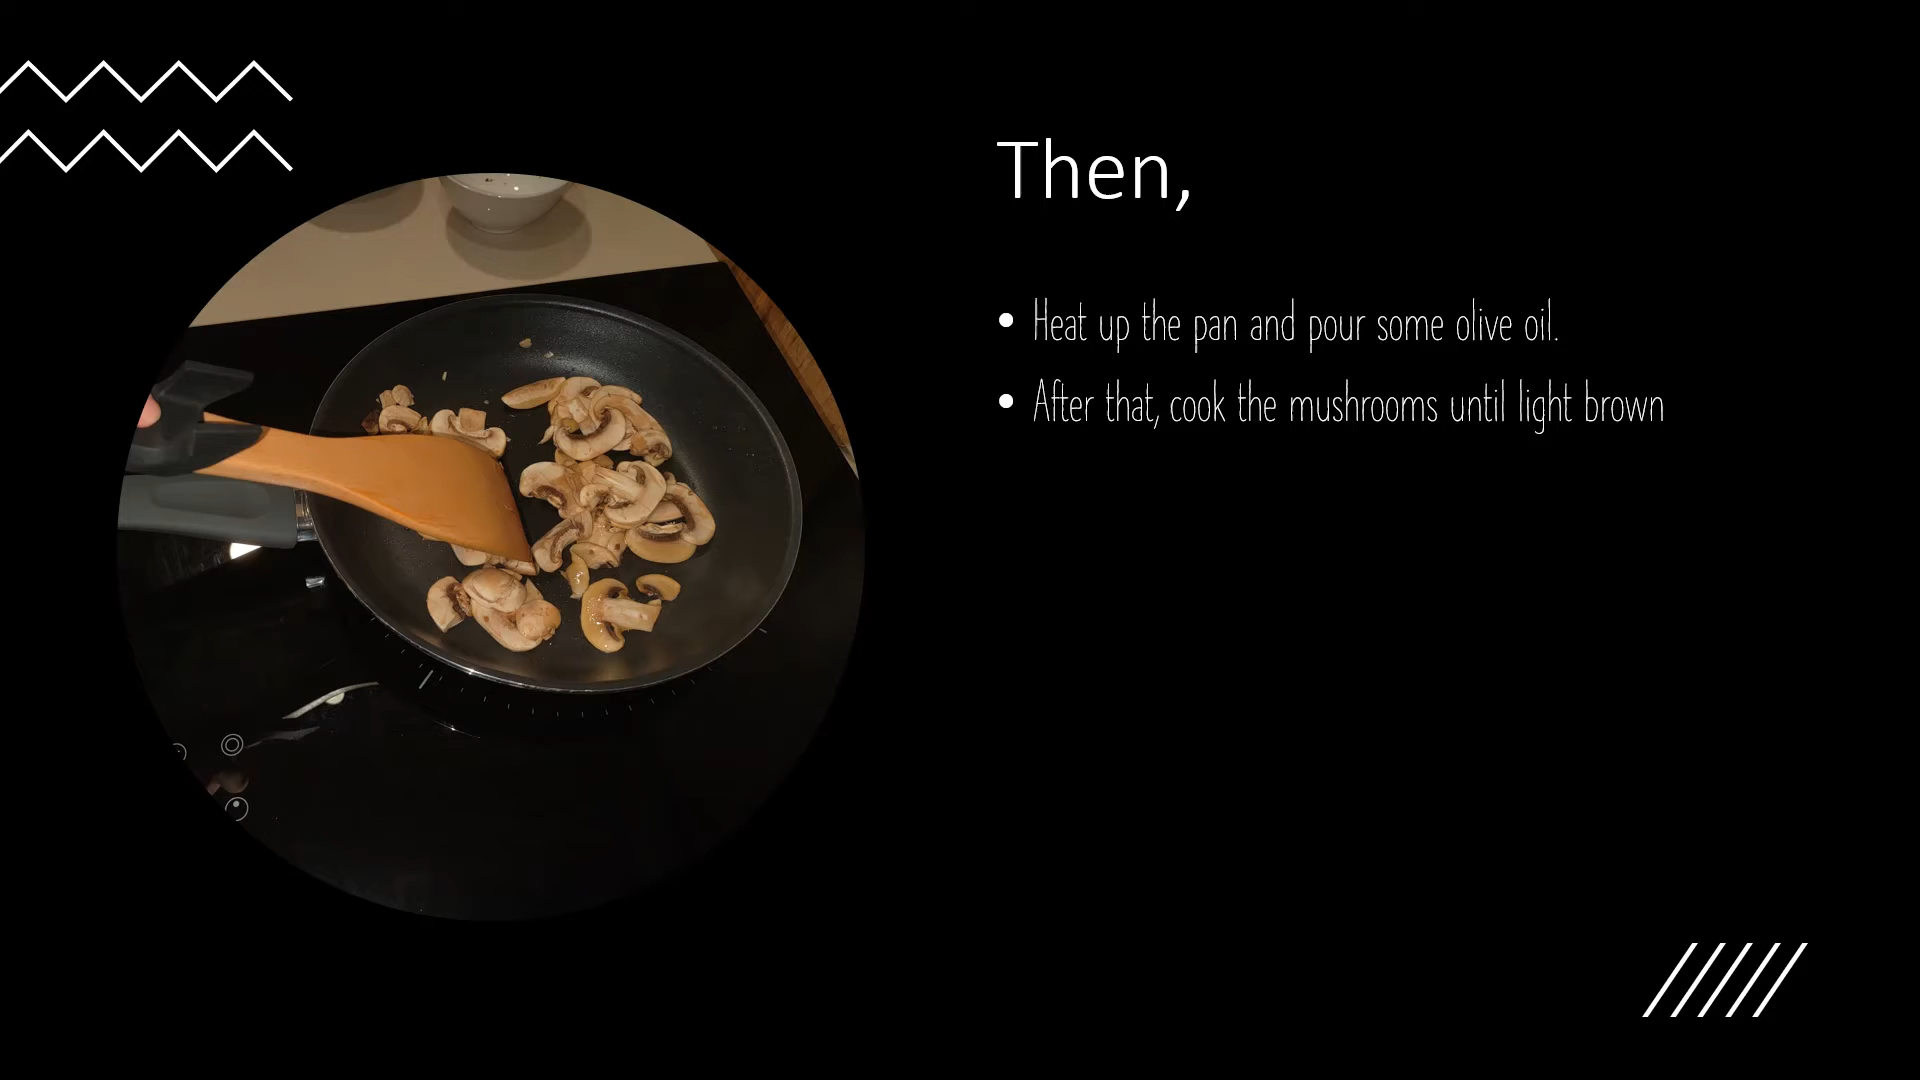 Then,
• Heat up the pan and pour some olive oil.
• After that, cook the mushrooms until light brown